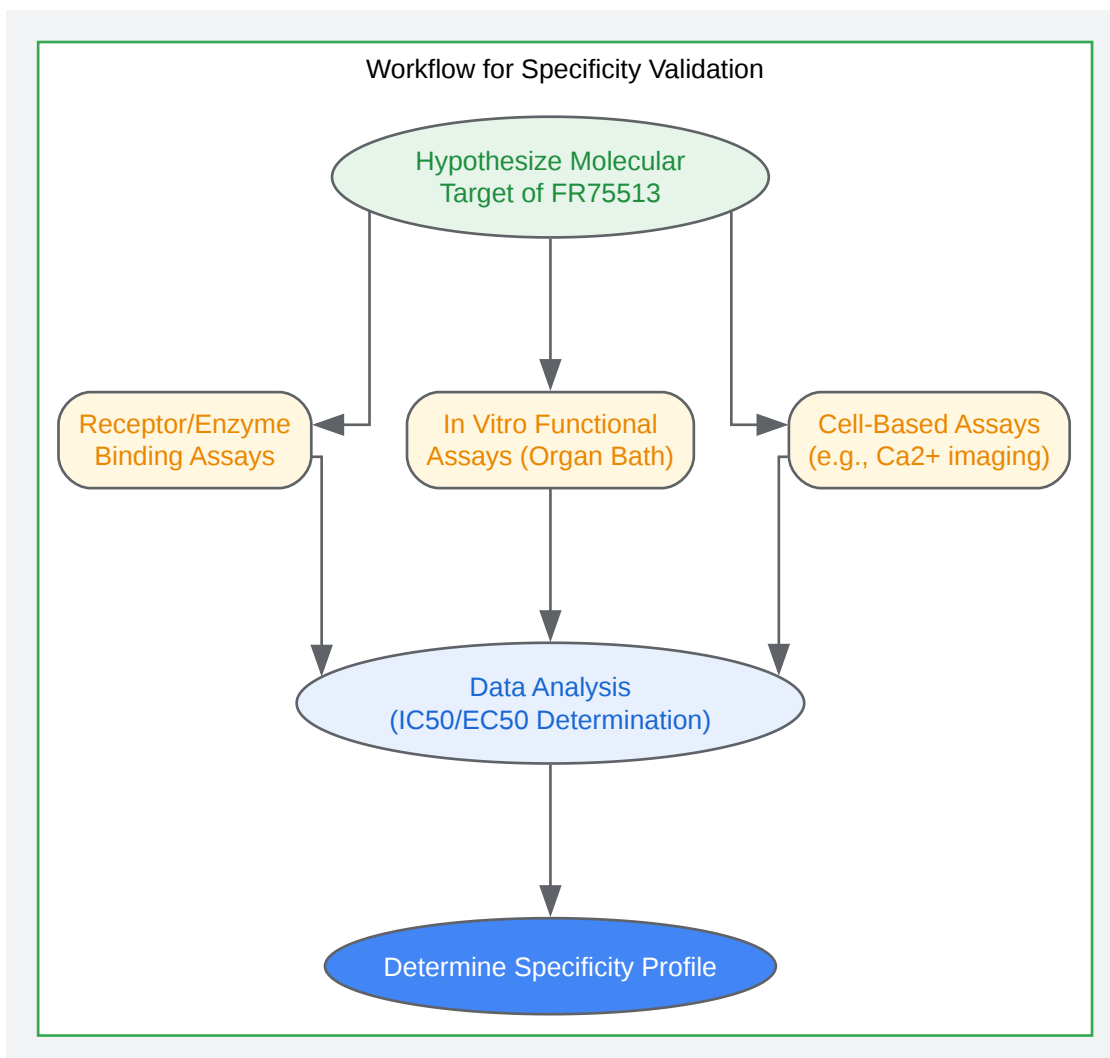 Workflow for Specificity Validation
Hypothesize Molecular
Target of FR75513
Receptor/Enzyme
Binding Assays
In Vitro Functional
Assays (Organ Bath)
Cell-Based Assays
(e.g., Ca2+ imaging)
Data Analysis
(IC50/EC50 Determination)
Determine Specificity Profile